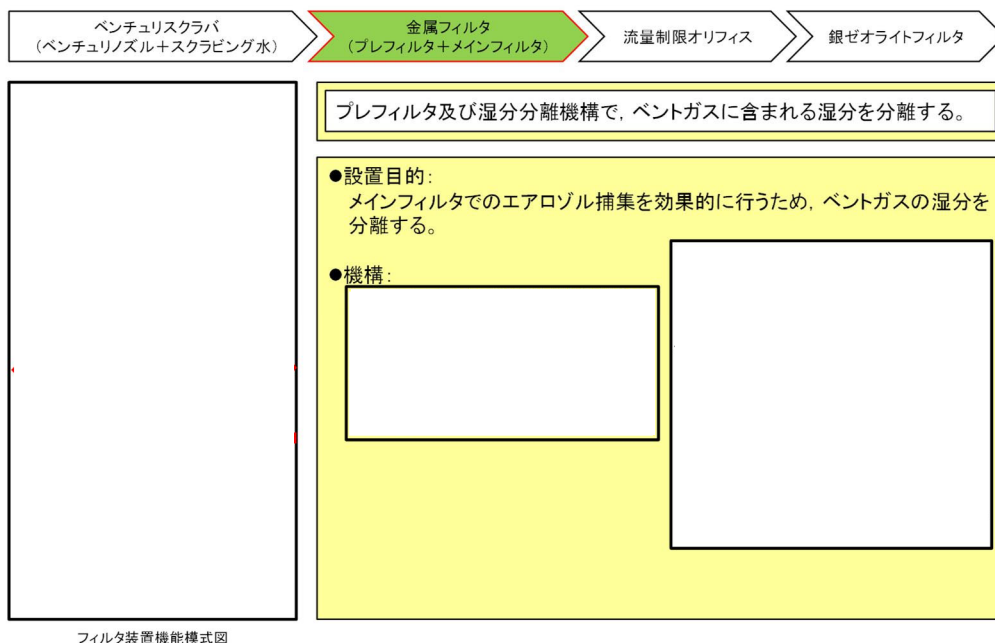 ベンチュリスクラバ
(ベンチュリノズル+スクラビング水)
金属フィルタ
(プレフィルタ+メインフィルタ)
流量制限オリフィス
銀ゼオライトフィルタ
プレフィルタ及び湿分分離機構で,ベントガスに含まれる湿分を分離する。
●設置目的:
メインフィルタでのエアロゾル捕集を効果的に行うため,ベントガスの湿分を
分離する。
●機構:
フィルタ装置機能模式図